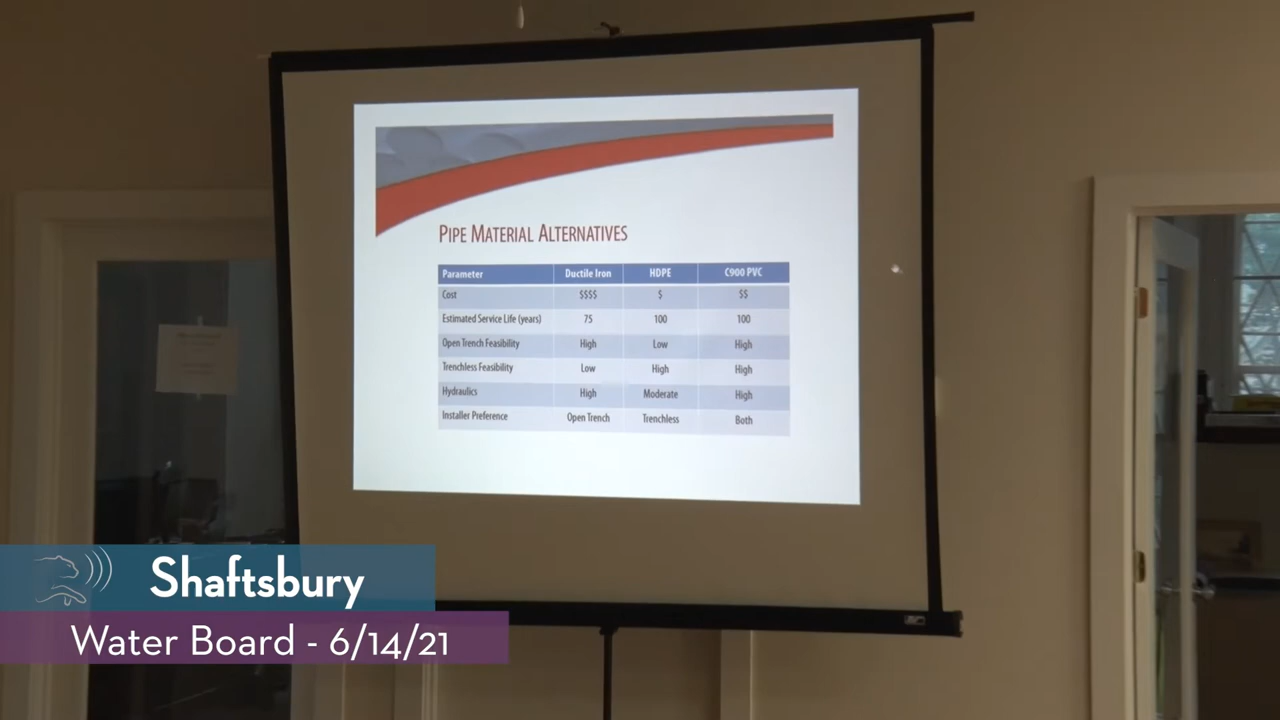 PIPE MATERIAL ALTERNATIVES
Parameter Ductile Iron HDPE C900 PVC
Cost $$$$ $ $$
Estimated Service Life (years) 75 100 100
Open Trench Feasibility High Low High
Trenchless Feasibility Low High High
Hydraulics High Moderate High
Installer Preference Open Trench Trenchless Both
Shaftsbury
Water Board - 6/14/21